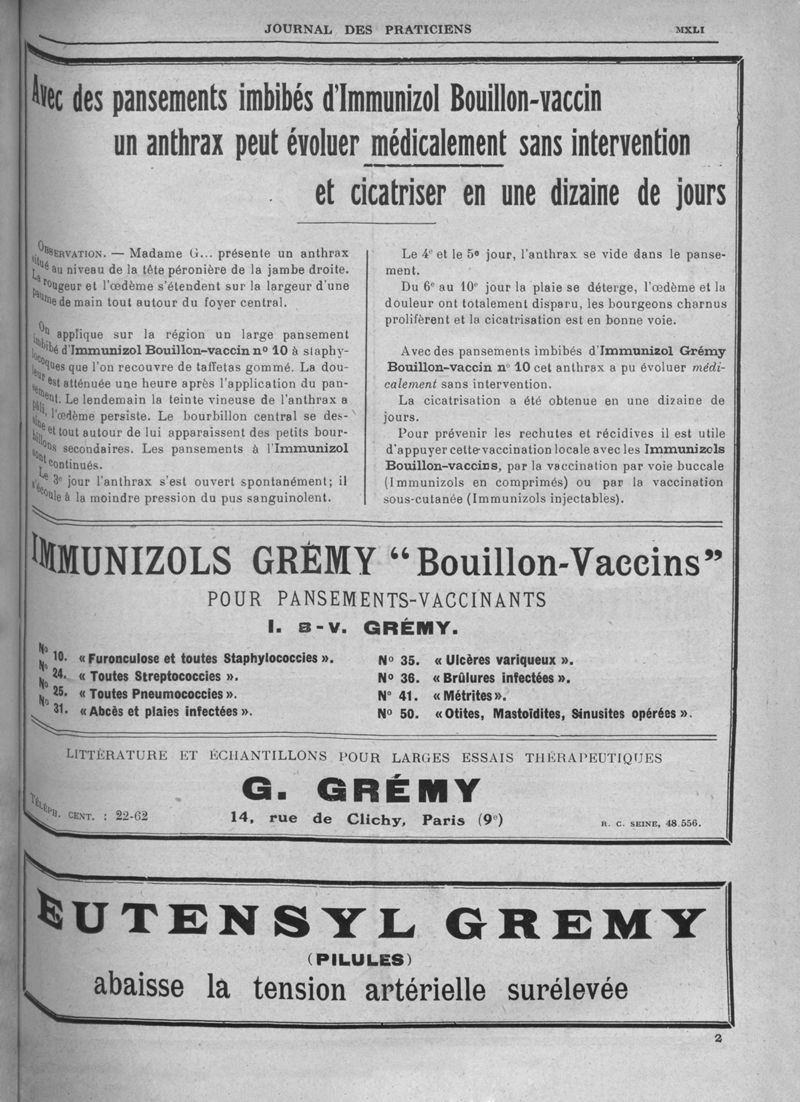 JOURNAL DES PRATICIENS
MXLI
Avec des pansements imbibés d'Immunizol Bouillon-vaccin
un anthrax peut évoluer médicalement sans intervention
et cicatriser en une dizaine de jours
OBSERVATION. — Madame G... présente un anthrax
situé au niveau de la tête péronière de la jambe droite.
La rougeur et l'œdème s'étendent sur la largeur d'une
paume de main tout autour du foyer central.
On applique sur la région un large pansement
imbibé d'Immunizol Bouillon-vaccin nº 10 à staphy-
locoques que l'on recouvre de taffetas gommé. La dou-
leur est atténuée une heure après l'application du pan-
sement. Le lendemain la teinte vineuse de l'anthrax a
pâli, l'œdème persiste. Le bourbillon central se des-
sine et tout autour de lui apparaissent des petits bour-
billons secondaires. Les pansements à l'Immunizol
sont continués.
Le 3e jour l'anthrax s'est ouvert spontanément; il
s'écoule à la moindre pression du pus sanguinolent.
Le 4e et le 5e jour, l'anthrax se vide dans le panse-
ment.
Du 6e au 10e jour la plaie se déterge, l'œdème et la
douleur ont totalement disparu, les bourgeons charnus
prolifèrent et la cicatrisation est en bonne voie.
Avec des pansements imbibés d'Immunizol Grémy
Bouillon-vaccin nº 10 cet anthrax a pu évoluer médi-
calement sans intervention.
La cicatrisation a été obtenue en une dizaine de
jours.
Pour prévenir les rechutes et récidives il est utile
d'appuyer cette vaccination locale avec les Immunizols
Bouillon-vaccins, par la vaccination par voie buccale
(Immunizols en comprimés) ou par la vaccination
sous-cutanée (Immunizols injectables).
IMMUNIZOLS GRÉMY "Bouillon-Vaccins"
POUR PANSEMENTS-VACCINANTS
I. B-V. GRÉMY.
Nº 10. « Furonculose et toutes Staphylococcies ».
Nº 24. « Toutes Streptococcies ».
Nº 25. « Toutes Pneumococcies ».
Nº 31. « Abcès et plaies infectées ».
Nº 35. « Ulcères variqueux ».
Nº 36. « Brûlures infectées ».
Nº 41. « Métrites ».
Nº 50. « Otites, Mastoïdites, Sinusites opérées ».
LITTÉRATURE ET ÉCHANTILLONS POUR LARGES ESSAIS THÉRAPEUTIQUES
G. GRÉMY
TÉLÉPH. CENT. : 22-62
14, rue de Clichy, Paris (9e)
R. C. SEINE, 48.556.
EUTENSYL GREMY
(PILULES)
abaisse la tension artérielle surélevée
2